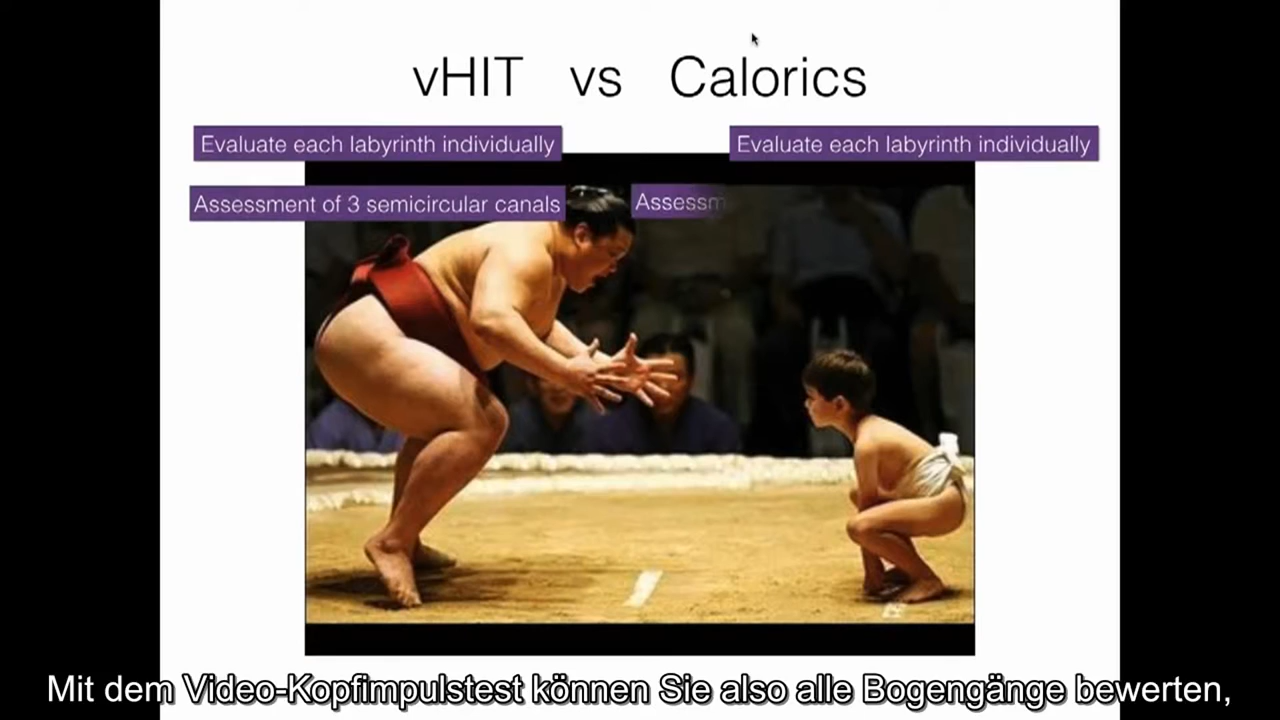 vHIT vs Calorics
Evaluate each labyrinth individually
Evaluate each labyrinth individually
Assessment of 3 semicircular canals
Assessm
Mit dem Video-Kopfimpulstest können Sie also alle Bogengänge bewerten,